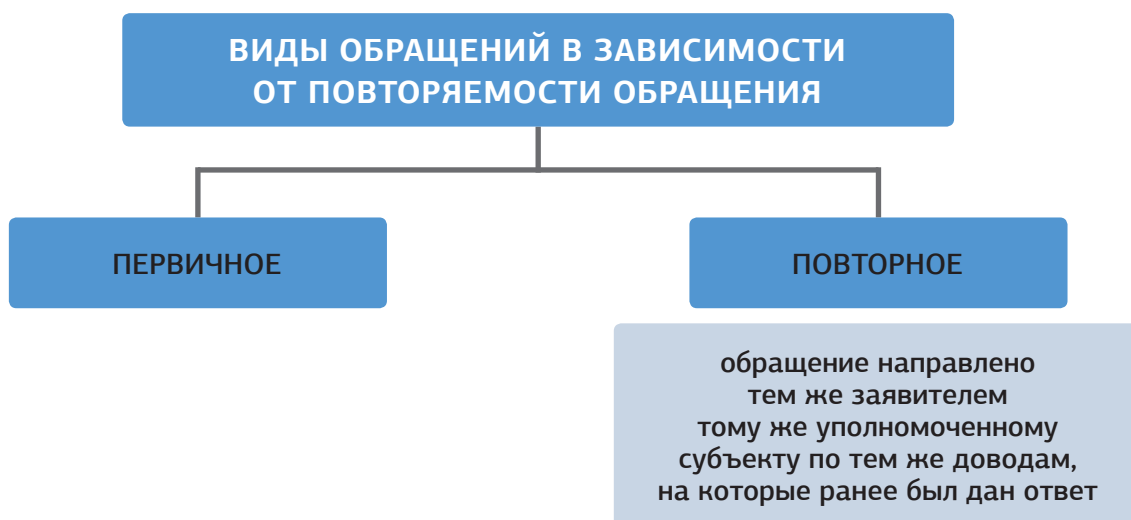 ВИДЫ ОБРАЩЕНИЙ В ЗАВИСИМОСТИ
ОТ ПОВТОРЯЕМОСТИ ОБРАЩЕНИЯ
ПЕРВИЧНОЕ
ПОВТОРНОЕ
обращение направлено
тем же заявителем
тому же уполномоченному
субъекту по тем же доводам,
на которые ранее был дан ответ